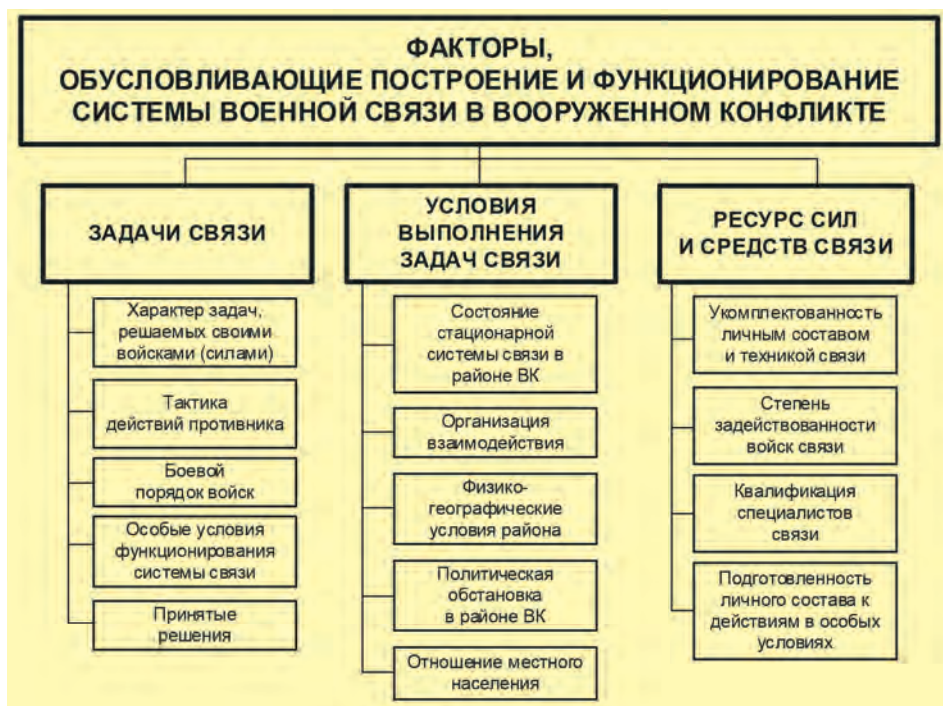 ФАКТОРЫ,
ОБУСЛОВЛИВАЮЩИЕ ПОСТРОЕНИЕ И ФУНКЦИОНИРОВАНИЕ
СИСТЕМЫ ВОЕННОЙ СВЯЗИ В ВООРУЖЕННОМ КОНФЛИКТЕ
ЗАДАЧИ СВЯЗИ
Характер задач,
решаемых своими
войсками (силами)
Тактика
действий противника
Боевой
порядок войск
Особые условия
функционирования
системы связи
Принятые
решения
УСЛОВИЯ
ВЫПОЛНЕНИЯ
ЗАДАЧ СВЯЗИ
Состояние
стационарной
системы связи в
районе ВК
Организация
взаимодействия
Физико-
географические
условия района
Политическая
обстановка
в районе ВК
Отношение местного
населения
РЕСУРС СИЛ
И СРЕДСТВ СВЯЗИ
Укомплектованность
личным составом
и техникой связи
Степень
задействованности
войск связи
Квалификация
специалистов
связи
Подготовленность
личного состава к
действиям в особых
условиях